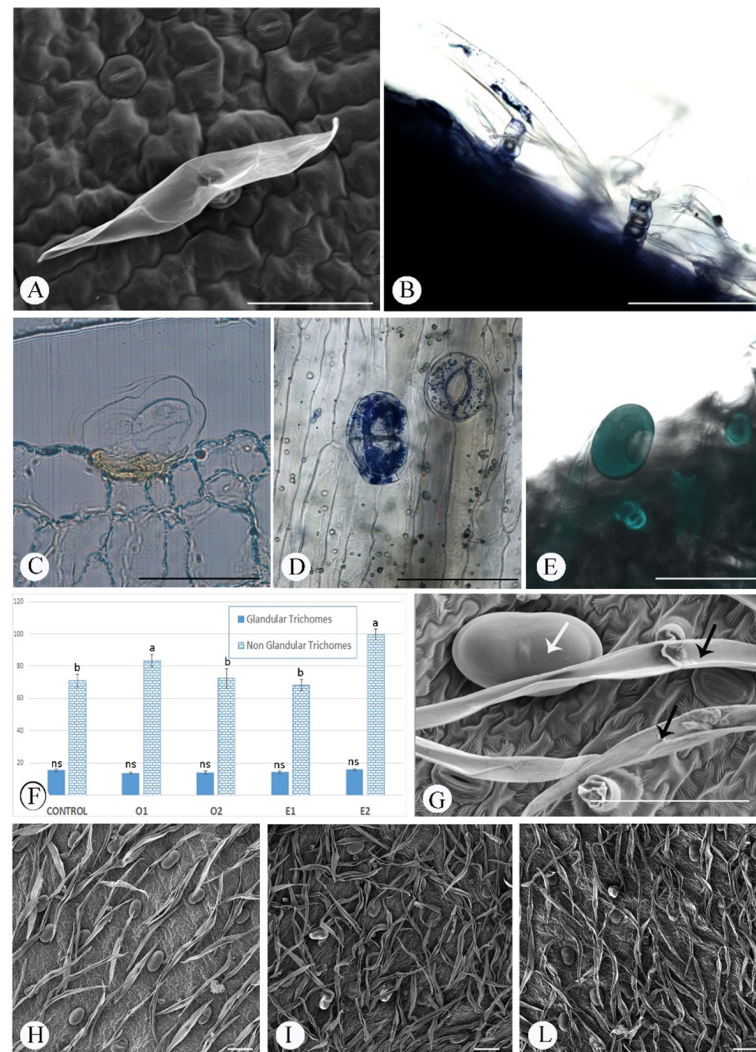 A
B
C
D
E
120
100
80
60
40
20
Glandular Trichomes
Non Glandular Trichomes
ns b
ns a
ns b
ns b
ns a
CONTROL O1 O2 E1 E2
F
G
H
I
L